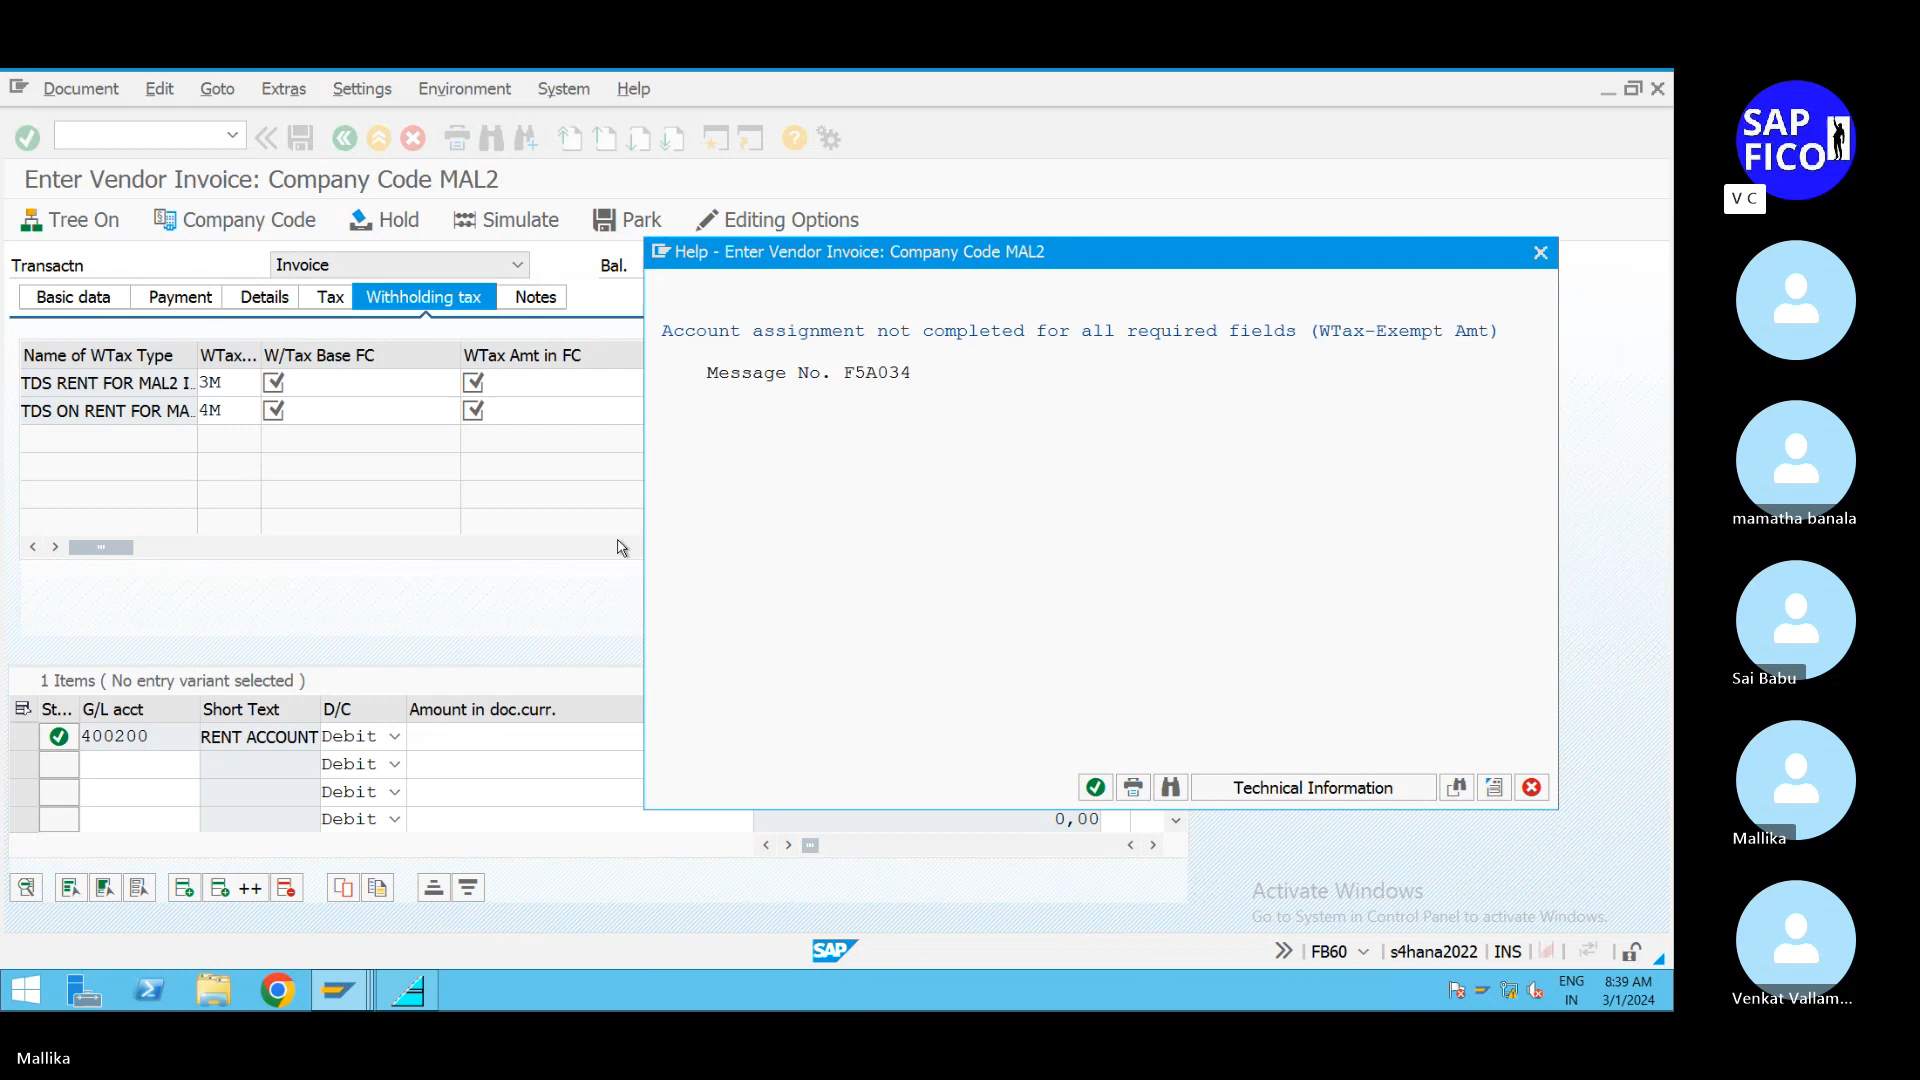 Document Edit Goto Extras Settings Environment System Help
Enter Vendor Invoice: Company Code MAL2
Tree On Company Code Hold Simulate Park Editing Options
Transactn Invoice Bal.
Basic data Payment Details Tax Withholding tax Notes
Name of WTax Type WTax... W/Tax Base FC WTax Amt in FC
TDS RENT FOR MAL2 I.. 3M
TDS ON RENT FOR MA.. 4M
Help - Enter Vendor Invoice: Company Code MAL2
Account assignment not completed for all required fields (WTax-Exempt Amt)
Message No. F5A034
Technical Information
1 Items ( No entry variant selected )
St... G/L acct Short Text D/C Amount in doc.curr.
400200 RENT ACCOUNT Debit
Debit
Debit
Debit 0,00
++
Activate Windows
Go to System in Control Panel to activate Windows.
SAP
FB60 s4hana2022 INS
ENG
IN
8:39 AM
3/1/2024
Mallika
SAP
FICO
V C
mamatha banala
Sai Babu
Mallika
Venkat Vallam...